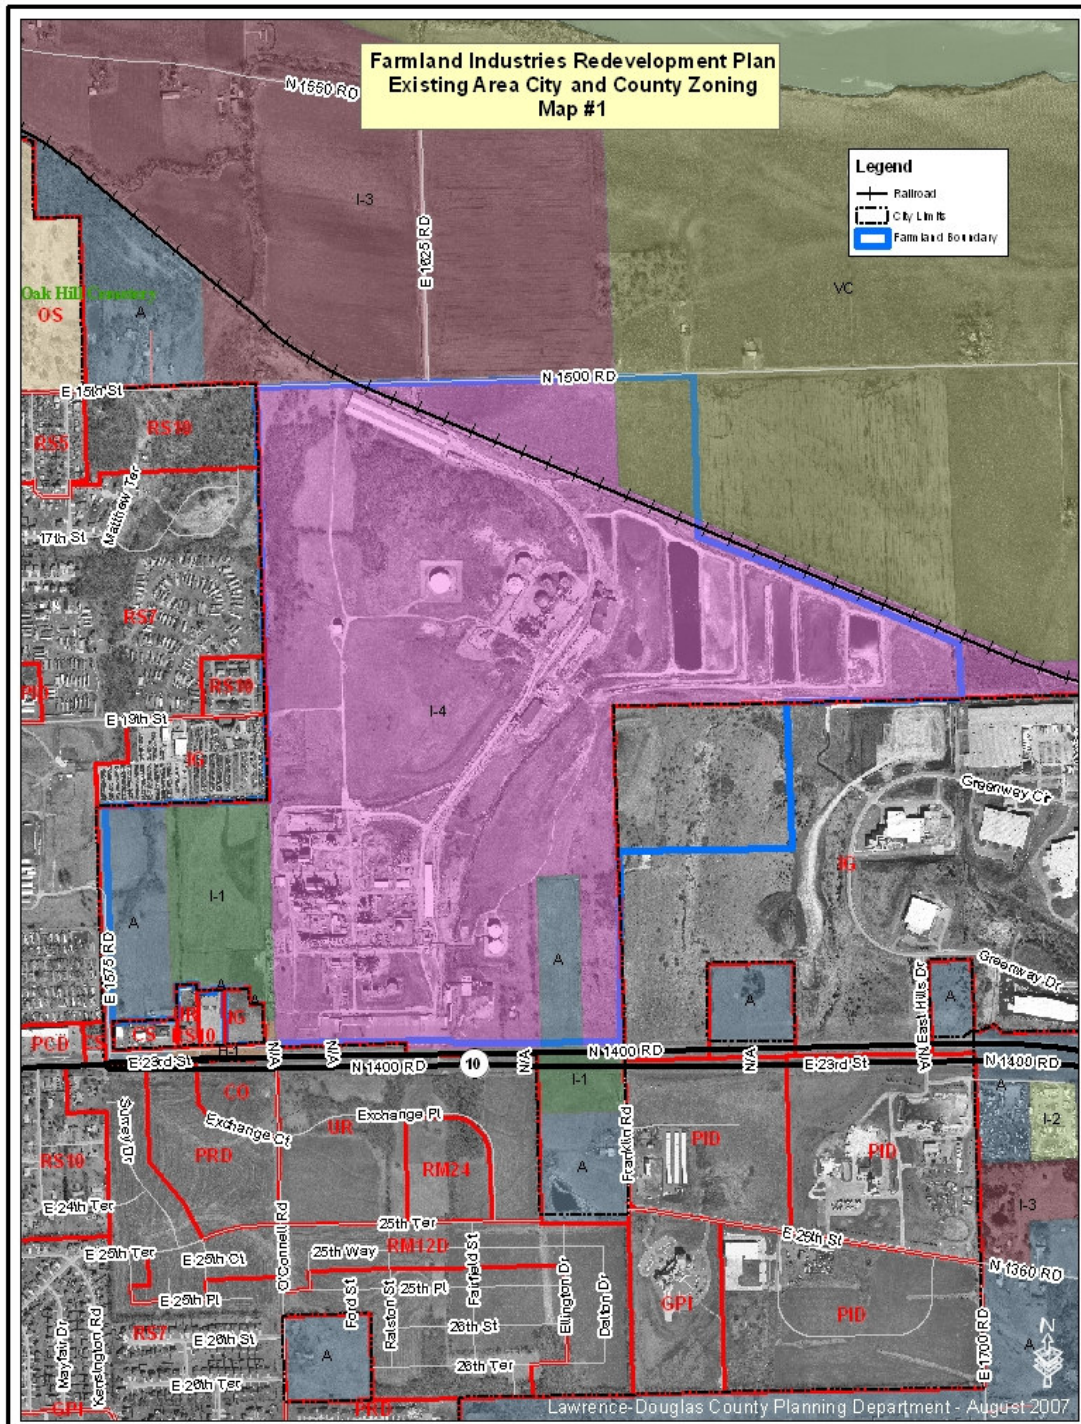 Farmland Industries Redevelopment Plan
Existing Area City and County Zoning
Map #1
N 1550 RD
Legend
Railroad
City Limits
Farmland Boundary
I-3
E 1625 RD
VC
Oak Hill Cemetery
OS
A
E 15th St
N 1500 RD
RS5
RS10
Matthew Ter
17th St
RS7
RS10
E 19th St
IG
I-4
Greenway Cir
IG
I-1
A
A
E 1575 RD
A
A
A
A
Greenway Dr
N/A East Hills Dr
UR
RS10
IG
CS
PCD
CS
H-1
E 23rd St
N/A
N/A
N 1400 RD
10
N/A
N 1400 RD
N/A
E 23rd St
N 1400 RD
CO
I-1
A
I-2
Surrey Dr
Exchange Ct
Exchange Pl
UR
Franklin Rd
PID
PID
RS10
PRD
RM24
A
E 24th Ter
O'Connell Rd
I-3
25th Ter
E 25th St
E 25th Ter
E 25th Ct
25th Way
RM12D
Fairfield St
N 1360 RD
E 25th Pl
25th Pl
Ford St
Ralston St
Ellington Dr
Dalton Dr
GPI
PID
RS7
E 26th St
26th St
Mayfair Dr
Kensington Rd
A
26th Ter
E 26th Ter
E 1700 RD
A
N
GPI
PRD
Lawrence-Douglas County Planning Department - August 2007